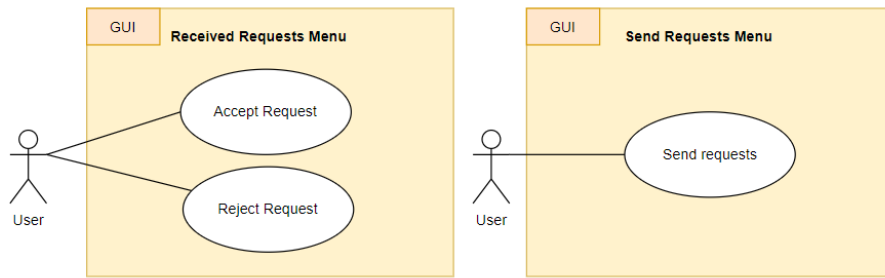 GUI
Received Requests Menu
Accept Request
Reject Request
User
GUI
Send Requests Menu
Send requests
User